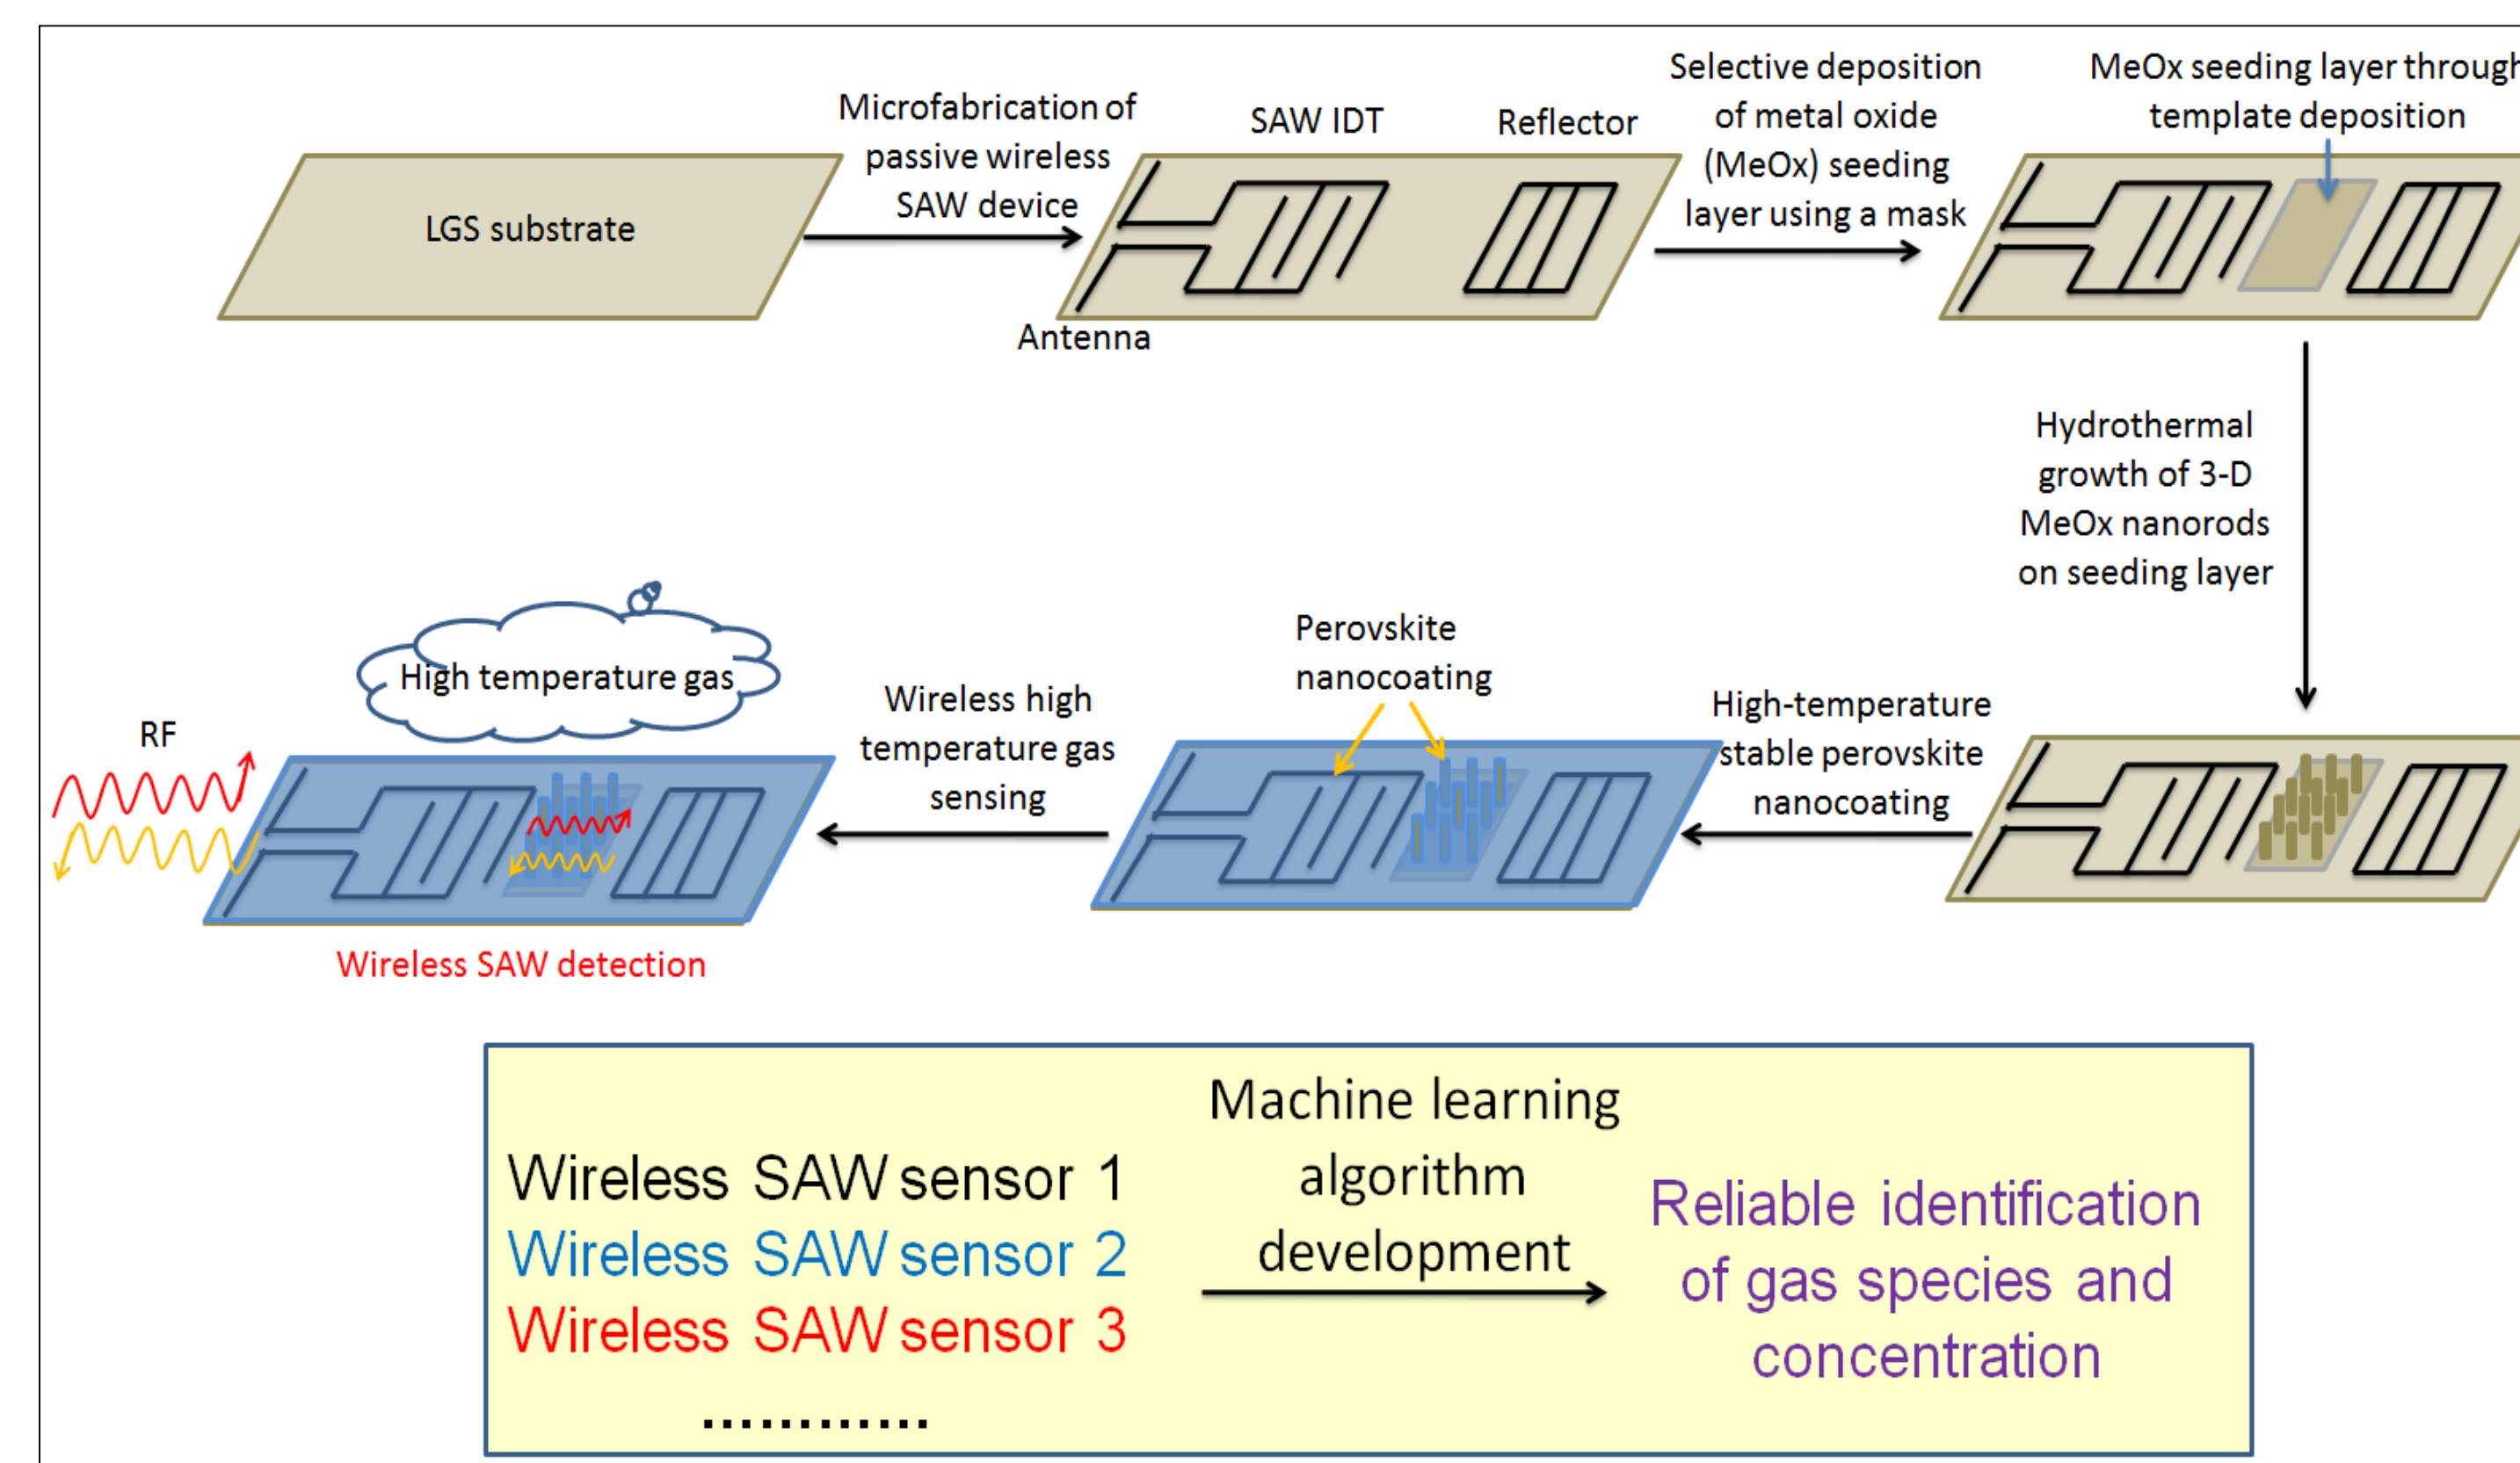 LGS substrate
Microfabrication of
passive wireless
SAW device
SAW IDT
Reflector
Antenna
Selective deposition
of metal oxide
(MeOx) seeding
layer using a mask
MeOx seeding layer through
template deposition
Hydrothermal
growth of 3-D
MeOx nanorods
on seeding layer
High-temperature
stable perovskite
nanocoating
Perovskite
nanocoating
Wireless high
temperature gas
sensing
High temperature gas
RF
Wireless SAW detection
Wireless SAW sensor 1
Wireless SAW sensor 2
Wireless SAW sensor 3
............
Machine learning
algorithm
development
Reliable identification
of gas species and
concentration